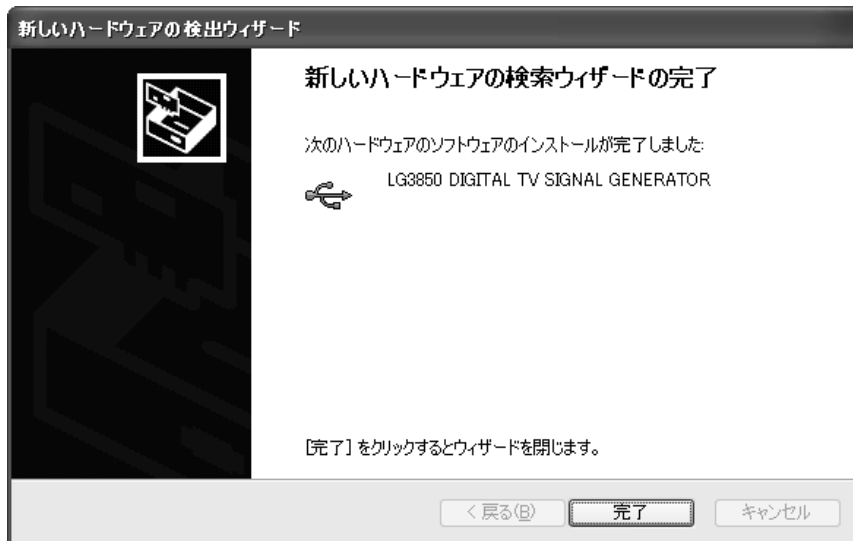 新しいハードウェアの検出ウィザード
新しいハードウェアの検索ウィザードの完了
次のハードウェアのソフトウェアのインストールが完了しました:
LG3850 DIGITAL TV SIGNAL GENERATOR
[完了] をクリックするとウィザードを閉じます。
< 戻る(B)
完了
キャンセル